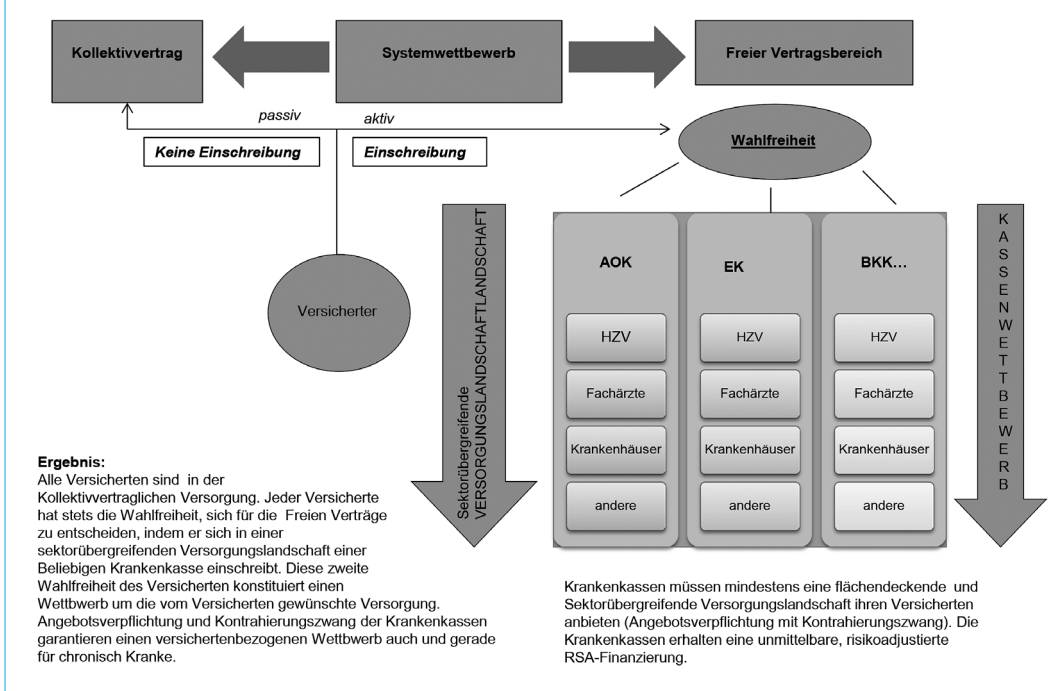 Kollektivvertrag
Systemwettbewerb
Freier Vertragsbereich
passiv
aktiv
Keine Einschreibung
Einschreibung
Wahlfreiheit
Versicherter
Sektorübergreifende
VERSORGUNGSLANDSCHAFTLANDSCHAFT
AOK
HZV
Fachärzte
Krankenhäuser
andere
EK
HZV
Fachärzte
Krankenhäuser
andere
BKK...
HZV
Fachärzte
Krankenhäuser
andere
KASSENWETTBEWERB
Ergebnis:
Alle Versicherten sind in der
Kollektivvertraglichen Versorgung. Jeder Versicherte
hat stets die Wahlfreiheit, sich für die Freien Verträge
zu entscheiden, indem er sich in einer
sektorübergreifenden Versorgungslandschaft einer
Beliebigen Krankenkasse einschreibt. Diese zweite
Wahlfreiheit des Versicherten konstituiert einen
Wettbewerb um die vom Versicherten gewünschte Versorgung.
Angebotsverpflichtung und Kontrahierungszwang der Krankenkassen
garantieren einen versichertenbezogenen Wettbewerb auch und gerade
für chronisch Kranke.
Krankenkassen müssen mindestens eine flächendeckende und
Sektorübergreifende Versorgungslandschaft ihren Versicherten
anbieten (Angebotsverpflichtung mit Kontrahierungszwang). Die
Krankenkassen erhalten eine unmittelbare, risikoadjustierte
RSA-Finanzierung.